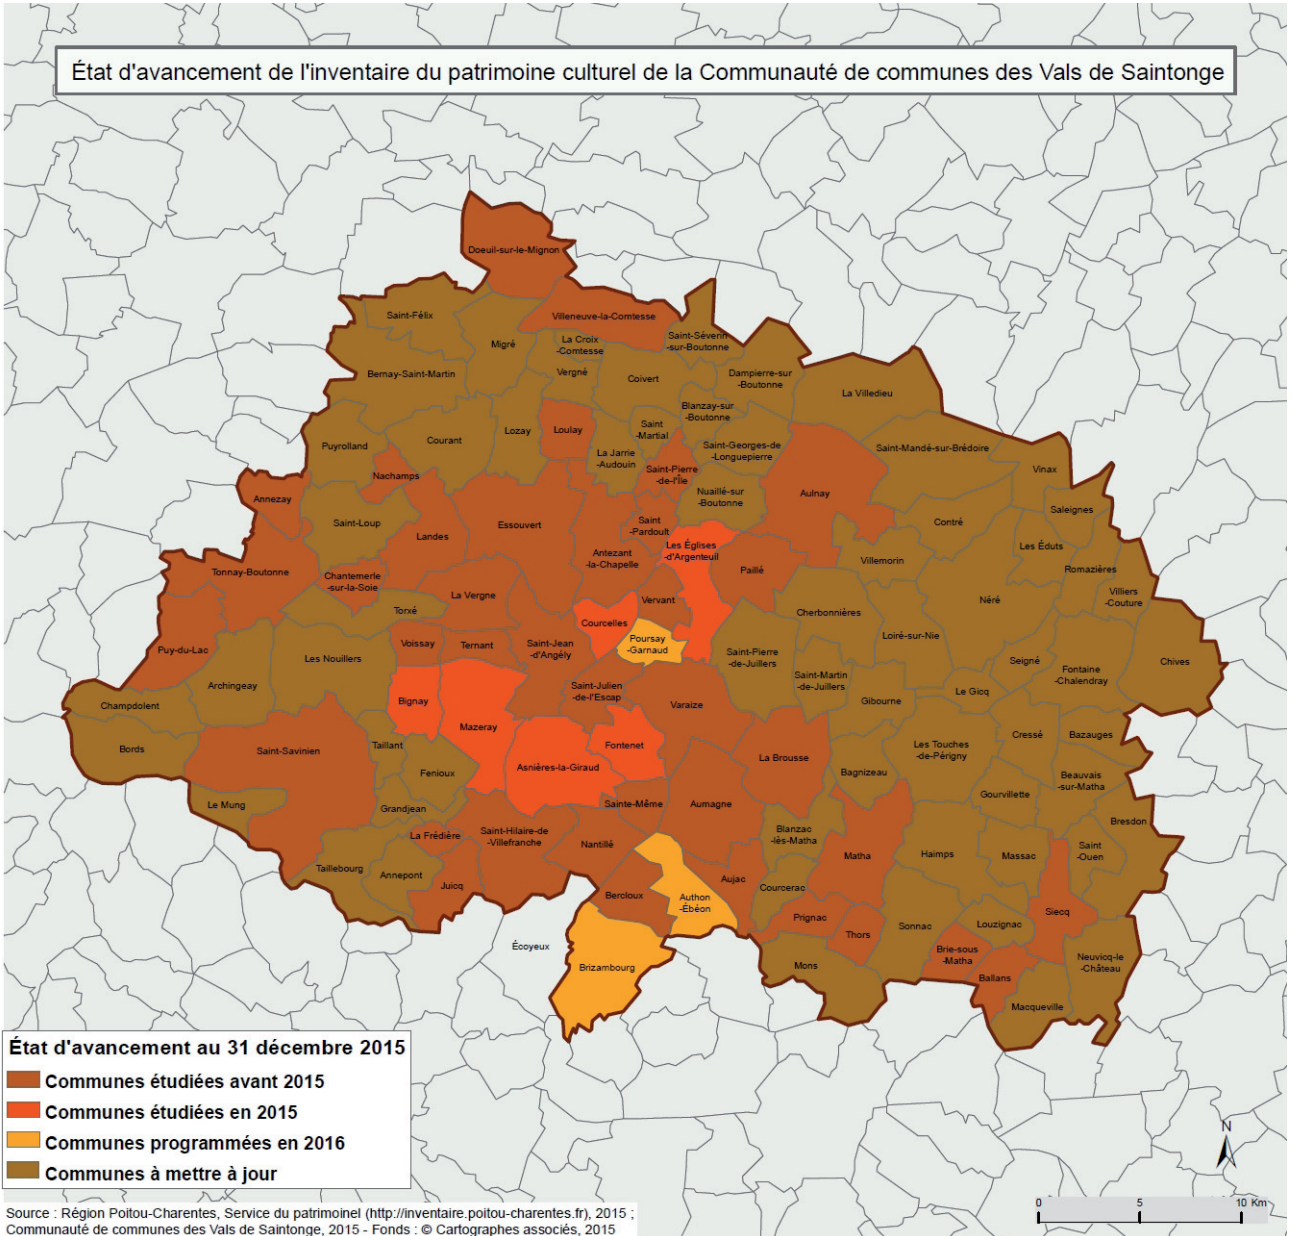 État d'avancement de l'inventaire du patrimoine culturel de la Communauté de communes des Vals de Saintonge
Doeuil-sur-le-Mignon
Saint-Félix
Villeneuve-la-Comtesse
Migré
La Croix
-Comtesse
Saint-Séverin
-sur-Boutonne
Bernay-Saint-Martin
Vergné
Coivert
Dampierre-sur
-Boutonne
La Villedieu
Blanzay-sur
-Boutonne
Puyrolland
Courant
Lozay
Loulay
Saint
-Martial
La Jarrie
-Audouin
Saint-Georges-de
-Longuepierre
Saint-Mandé-sur-Brédoire
Vinax
Nachamps
Saint-Pierre
-de-l'Île
Nuaillé-sur
-Boutonne
Aulnay
Annezay
Saint-Loup
Landes
Essouvert
Saint
-Pardoult
Contré
Saleignes
Les Églises
-d'Argenteuil
Les Éduts
Antezant
-la-Chapelle
Villemorin
Tonnay-Boutonne
Chantemerle
-sur-la-Soie
Paillé
Romazières
La Vergne
Vervant
Villiers
-Couture
Torxé
Courcelles
Cherbonnières
Néré
Puy-du-Lac
Les Nouillers
Voissay
Ternant
Saint-Jean
-d'Angély
Poursay
-Garnaud
Saint-Pierre
-de-Juillers
Loiré-sur-Nie
Seigné
Fontaine
-Chalendray
Chives
Archingeay
Saint-Julien
-de-l'Escap
Saint-Martin
-de-Juillers
Le Gicq
Champdolent
Bignay
Mazeray
Varaize
Gibourne
Bords
Saint-Savinien
Taillant
Fontenet
La Brousse
Les Touches
-de-Périgny
Cressé
Bazauges
Fenioux
Asnières-la-Giraud
Bagnizeau
Beauvais
-sur-Matha
Le Mung
Grandjean
Sainte-Même
Aumagne
Gourvillette
Bresdon
La Frédière
Saint-Hilaire-de
-Villefranche
Nantillé
Blanzac
-lès-Matha
Matha
Haimps
Massac
Saint
-Ouen
Taillebourg
Annepont
Juicq
Bercloux
Authon
-Ébéon
Aujac
Courcerac
Prignac
Thors
Sonnac
Louzignac
Siecq
Écoyeux
Brizambourg
Mons
Brie-sous
-Matha
Ballans
Neuvicq-le
-Château
Macqueville
État d'avancement au 31 décembre 2015
Communes étudiées avant 2015
Communes étudiées en 2015
Communes programmées en 2016
Communes à mettre à jour
N
0 5 10 Km
Source : Région Poitou-Charentes, Service du patrimoinel (http://inventaire.poitou-charentes.fr), 2015 ;
Communauté de communes des Vals de Saintonge, 2015 - Fonds : © Cartographes associés, 2015